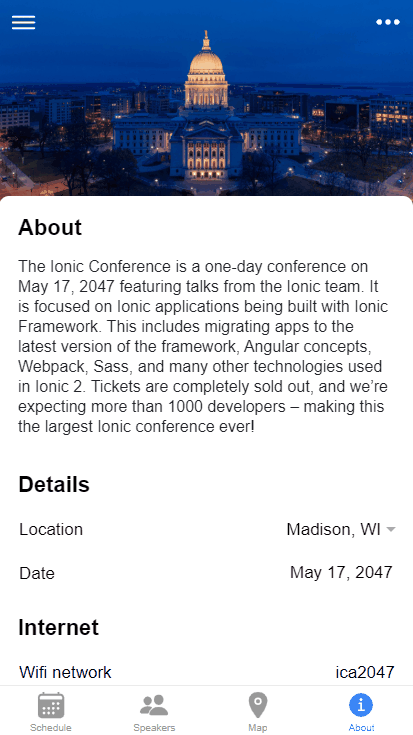 About
The Ionic Conference is a one-day conference on
May 17, 2047 featuring talks from the Ionic team. It
is focused on Ionic applications being built with Ionic
Framework. This includes migrating apps to the
latest version of the framework, Angular concepts,
Webpack, Sass, and many other technologies used
in Ionic 2. Tickets are completely sold out, and we’re
expecting more than 1000 developers – making this
the largest Ionic conference ever!
Details
Location Madison, WI
Date May 17, 2047
Internet
Wifi network ica2047
Schedule Speakers Map About